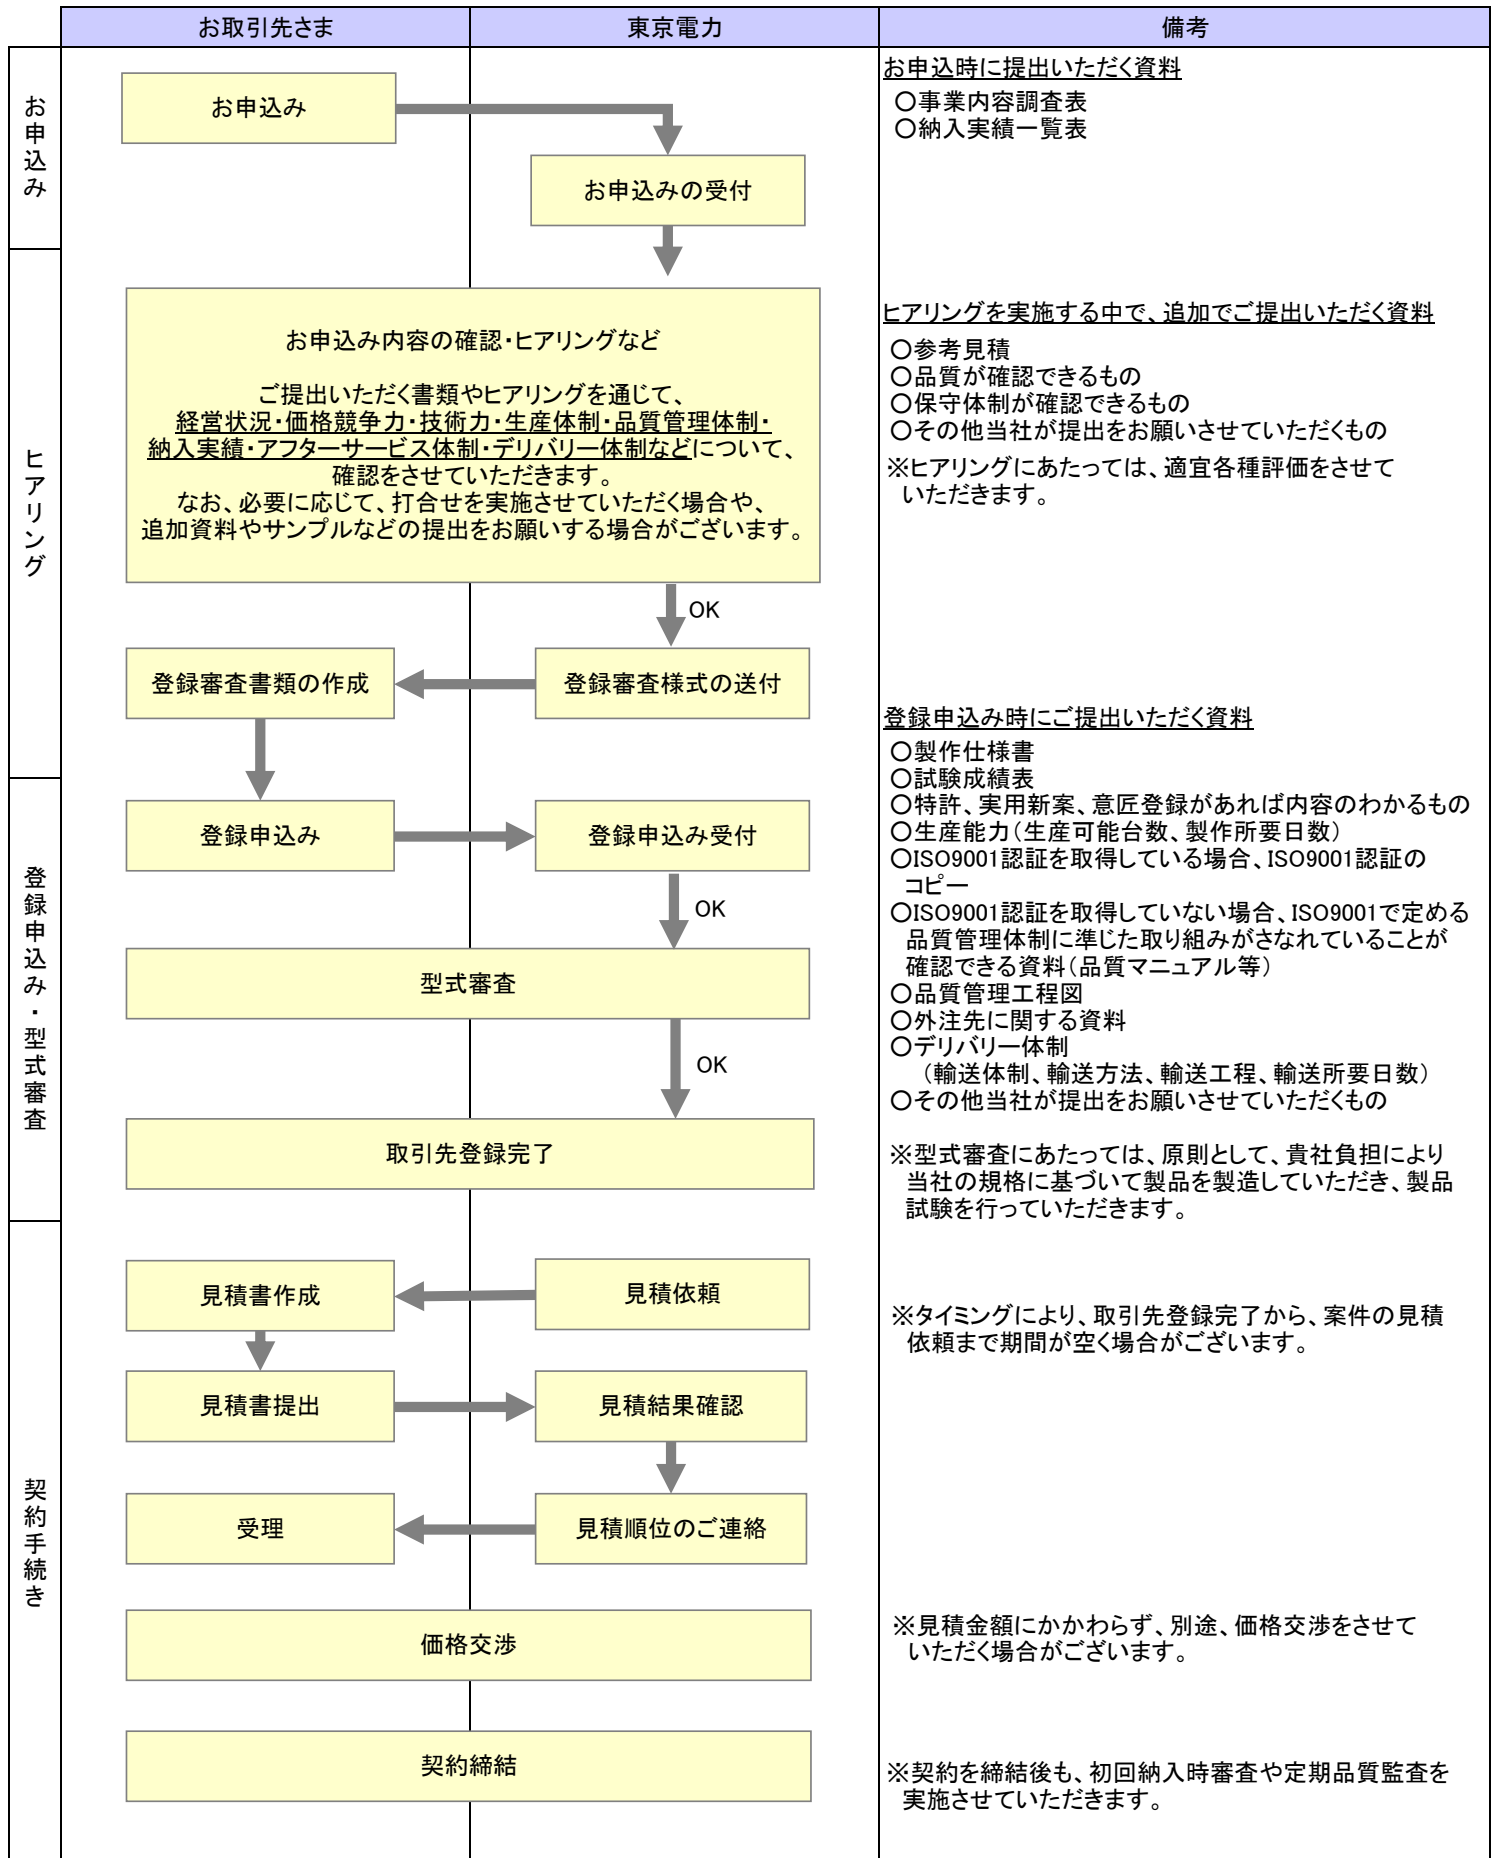 お取引先さま
東京電力
備考
お申込み
お申込み
お申込みの受付
お申込時に提出いただく資料
○事業内容調査表
○納入実績一覧表
ヒアリング
お申込み内容の確認・ヒアリングなど
ご提出いただく書類やヒアリングを通じて、
経営状況・価格競争力・技術力・生産体制・品質管理体制・
納入実績・アフターサービス体制・デリバリー体制などについて、
確認をさせていただきます。
なお、必要に応じて、打合せを実施させていただく場合や、
追加資料やサンプルなどの提出をお願いする場合がございます。
ヒアリングを実施する中で、追加でご提出いただく資料
○参考見積
○品質が確認できるもの
○保守体制が確認できるもの
○その他当社が提出をお願いさせていただくもの
※ヒアリングにあたっては、適宜各種評価をさせて
いただきます。
OK
登録審査書類の作成
登録審査様式の送付
登録申込み・型式審査
登録申込み
登録申込み受付
OK
型式審査
OK
取引先登録完了
登録申込み時にご提出いただく資料
○製作仕様書
○試験成績表
○特許、実用新案、意匠登録があれば内容のわかるもの
○生産能力（生産可能台数、製作所要日数）
○ISO9001認証を取得している場合、ISO9001認証の
コピー
○ISO9001認証を取得していない場合、ISO9001で定める
品質管理体制に準じた取り組みがさなれていることが
確認できる資料（品質マニュアル等）
○品質管理工程図
○外注先に関する資料
○デリバリー体制
（輸送体制、輸送方法、輸送工程、輸送所要日数）
○その他当社が提出をお願いさせていただくもの
※型式審査にあたっては、原則として、貴社負担により
当社の規格に基づいて製品を製造していただき、製品
試験を行っていただきます。
契約手続き
見積書作成
見積依頼
※タイミングにより、取引先登録完了から、案件の見積
依頼まで期間が空く場合がございます。
見積書提出
見積結果確認
受理
見積順位のご連絡
価格交渉
※見積金額にかかわらず、別途、価格交渉をさせて
いただく場合がございます。
契約締結
※契約を締結後も、初回納入時審査や定期品質監査を
実施させていただきます。